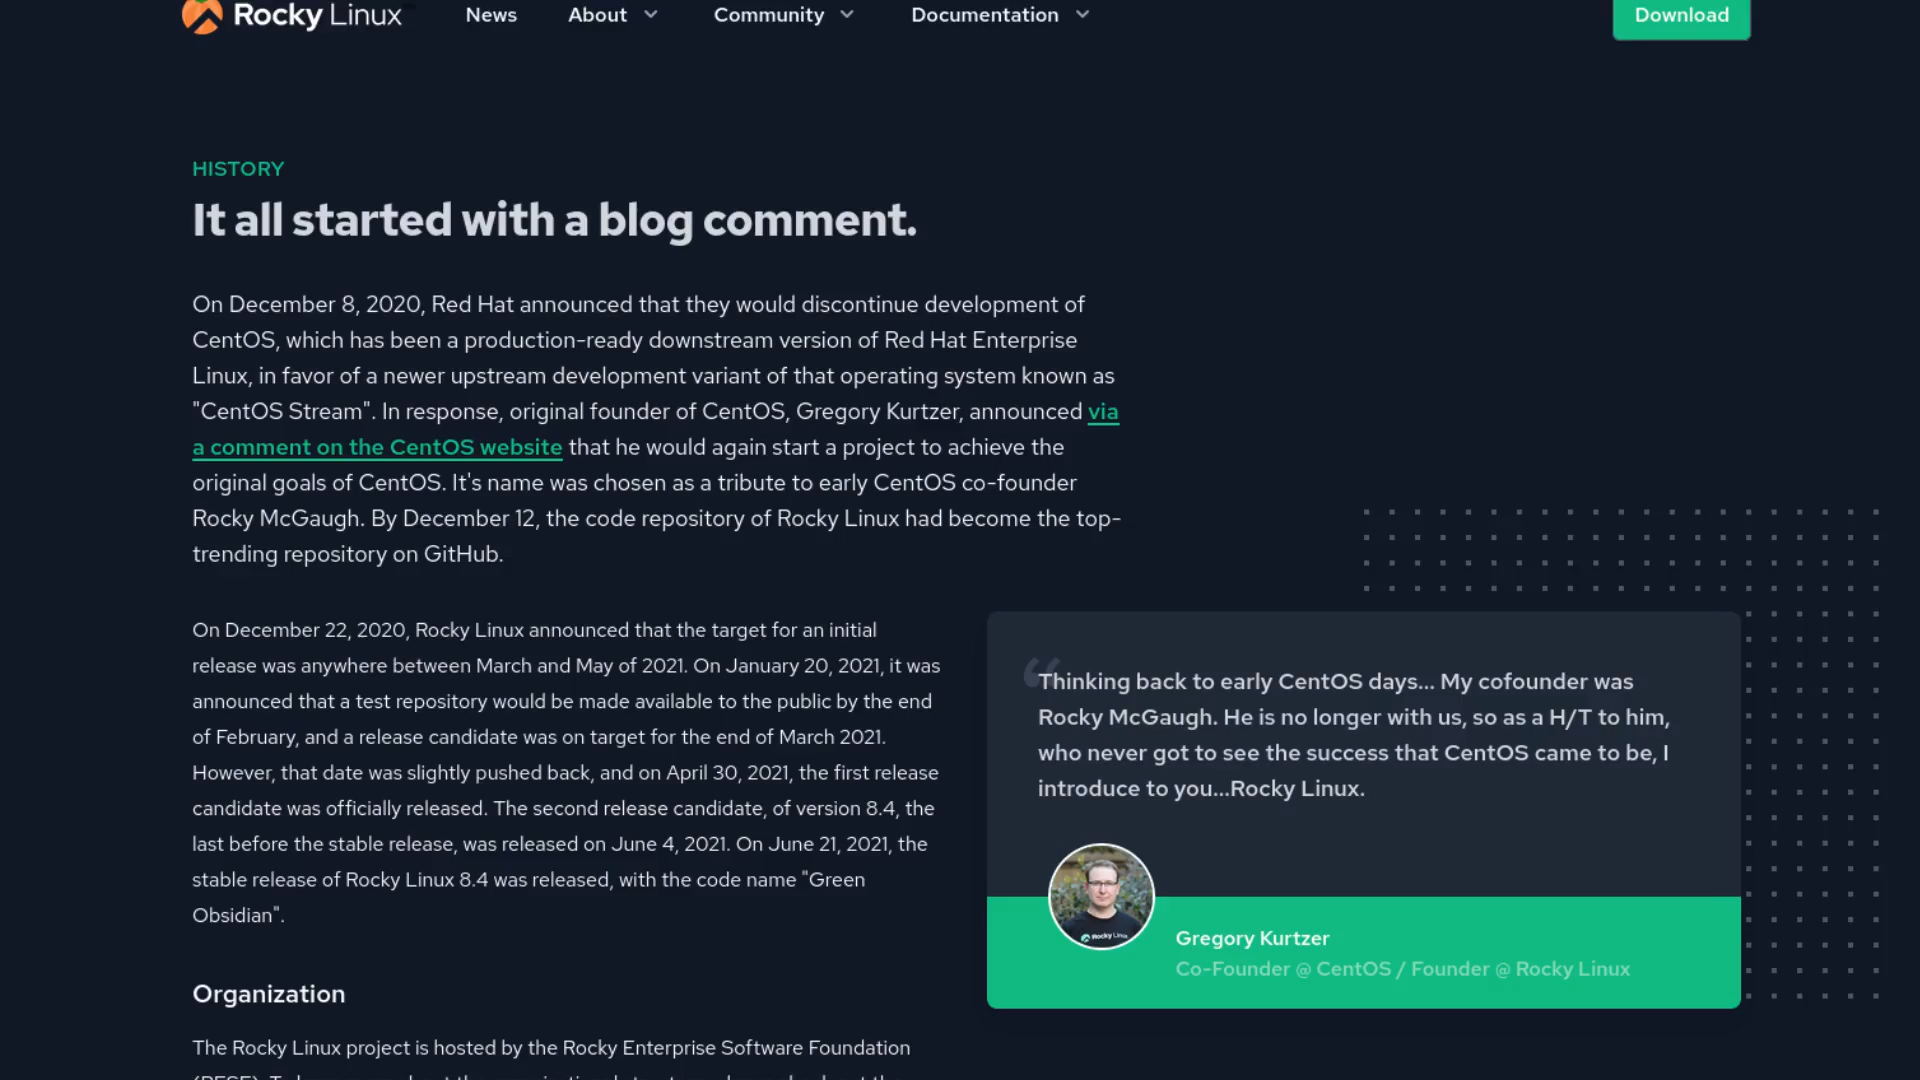 Rocky Linux News About Community Documentation Download
HISTORY
It all started with a blog comment.
On December 8, 2020, Red Hat announced that they would discontinue development of
CentOS, which has been a production-ready downstream version of Red Hat Enterprise
Linux, in favor of a newer upstream development variant of that operating system known as
"CentOS Stream". In response, original founder of CentOS, Gregory Kurtzer, announced via
a comment on the CentOS website that he would again start a project to achieve the
original goals of CentOS. It's name was chosen as a tribute to early CentOS co-founder
Rocky McGaugh. By December 12, the code repository of Rocky Linux had become the top-
trending repository on GitHub.
On December 22, 2020, Rocky Linux announced that the target for an initial
release was anywhere between March and May of 2021. On January 20, 2021, it was
announced that a test repository would be made available to the public by the end
of February, and a release candidate was on target for the end of March 2021.
However, that date was slightly pushed back, and on April 30, 2021, the first release
candidate was officially released. The second release candidate, of version 8.4, the
last before the stable release, was released on June 4, 2021. On June 21, 2021, the
stable release of Rocky Linux 8.4 was released, with the code name "Green
Obsidian".
“Thinking back to early CentOS days... My cofounder was
Rocky McGaugh. He is no longer with us, so as a H/T to him,
who never got to see the success that CentOS came to be, I
introduce to you...Rocky Linux.
Rocky Linux
Gregory Kurtzer
Co-Founder @ CentOS / Founder @ Rocky Linux
Organization
The Rocky Linux project is hosted by the Rocky Enterprise Software Foundation